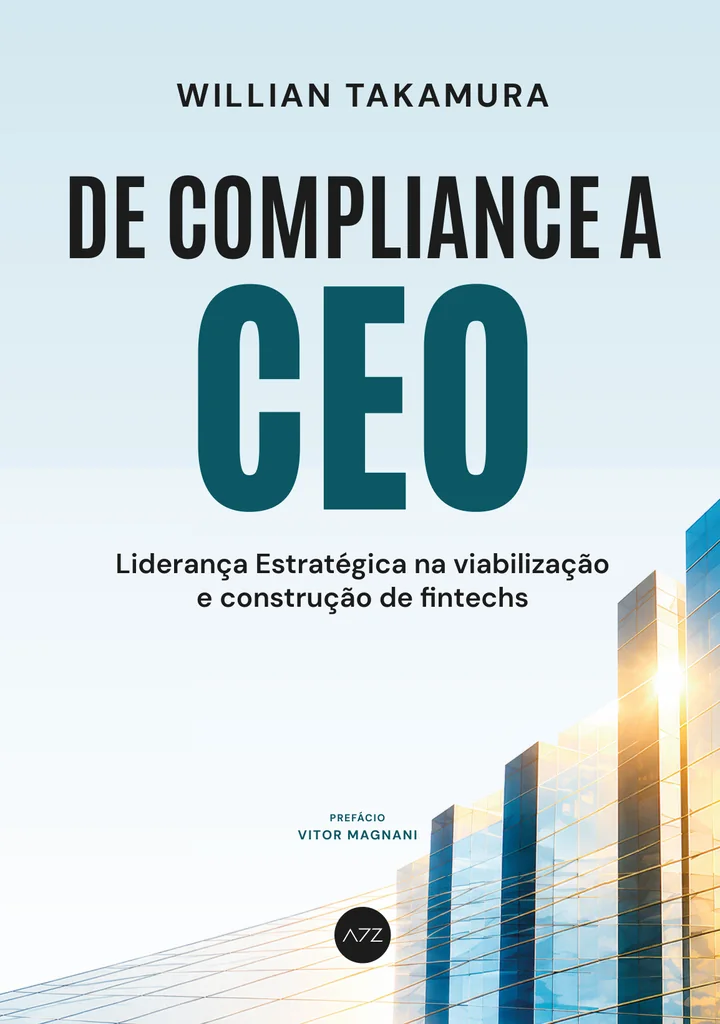 WILLIAN TAKAMURA
DE COMPLIANCE A
CEO
Liderança Estratégica na viabilização
e construção de fintechs
PREFÁCIO
VITOR MAGNANI
A7Z